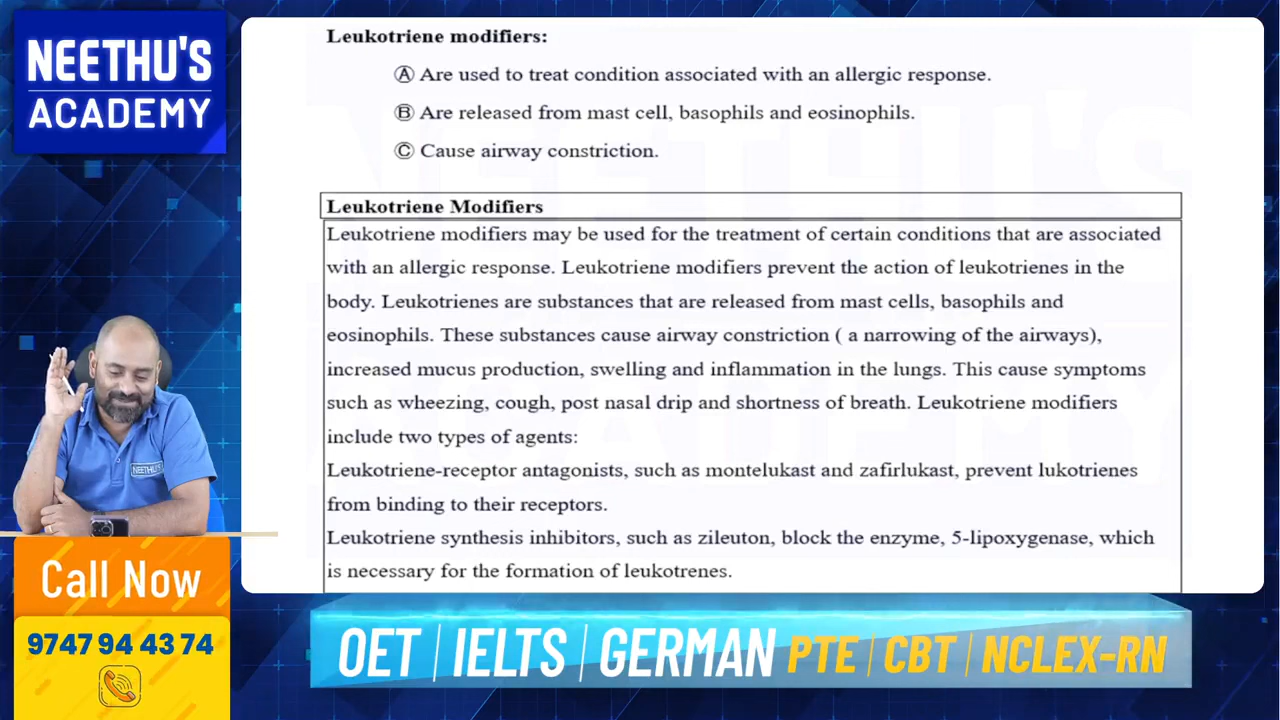 NEETHU'S
ACADEMY
Leukotriene modifiers:
Ⓐ Are used to treat condition associated with an allergic response.
Ⓑ Are released from mast cell, basophils and eosinophils.
Ⓒ Cause airway constriction.
Leukotriene Modifiers
Leukotriene modifiers may be used for the treatment of certain conditions that are associated
with an allergic response. Leukotriene modifiers prevent the action of leukotrienes in the
body. Leukotrienes are substances that are released from mast cells, basophils and
eosinophils. These substances cause airway constriction ( a narrowing of the airways),
increased mucus production, swelling and inflammation in the lungs. This cause symptoms
such as wheezing, cough, post nasal drip and shortness of breath. Leukotriene modifiers
include two types of agents:
Leukotriene-receptor antagonists, such as montelukast and zafirlukast, prevent lukotrienes
from binding to their receptors.
Leukotriene synthesis inhibitors, such as zileuton, block the enzyme, 5-lipoxygenase, which
is necessary for the formation of leukotrenes.
NEETHU'S
Call Now
9747 94 43 74
OET | IELTS | GERMAN PTE | CBT | NCLEX-RN